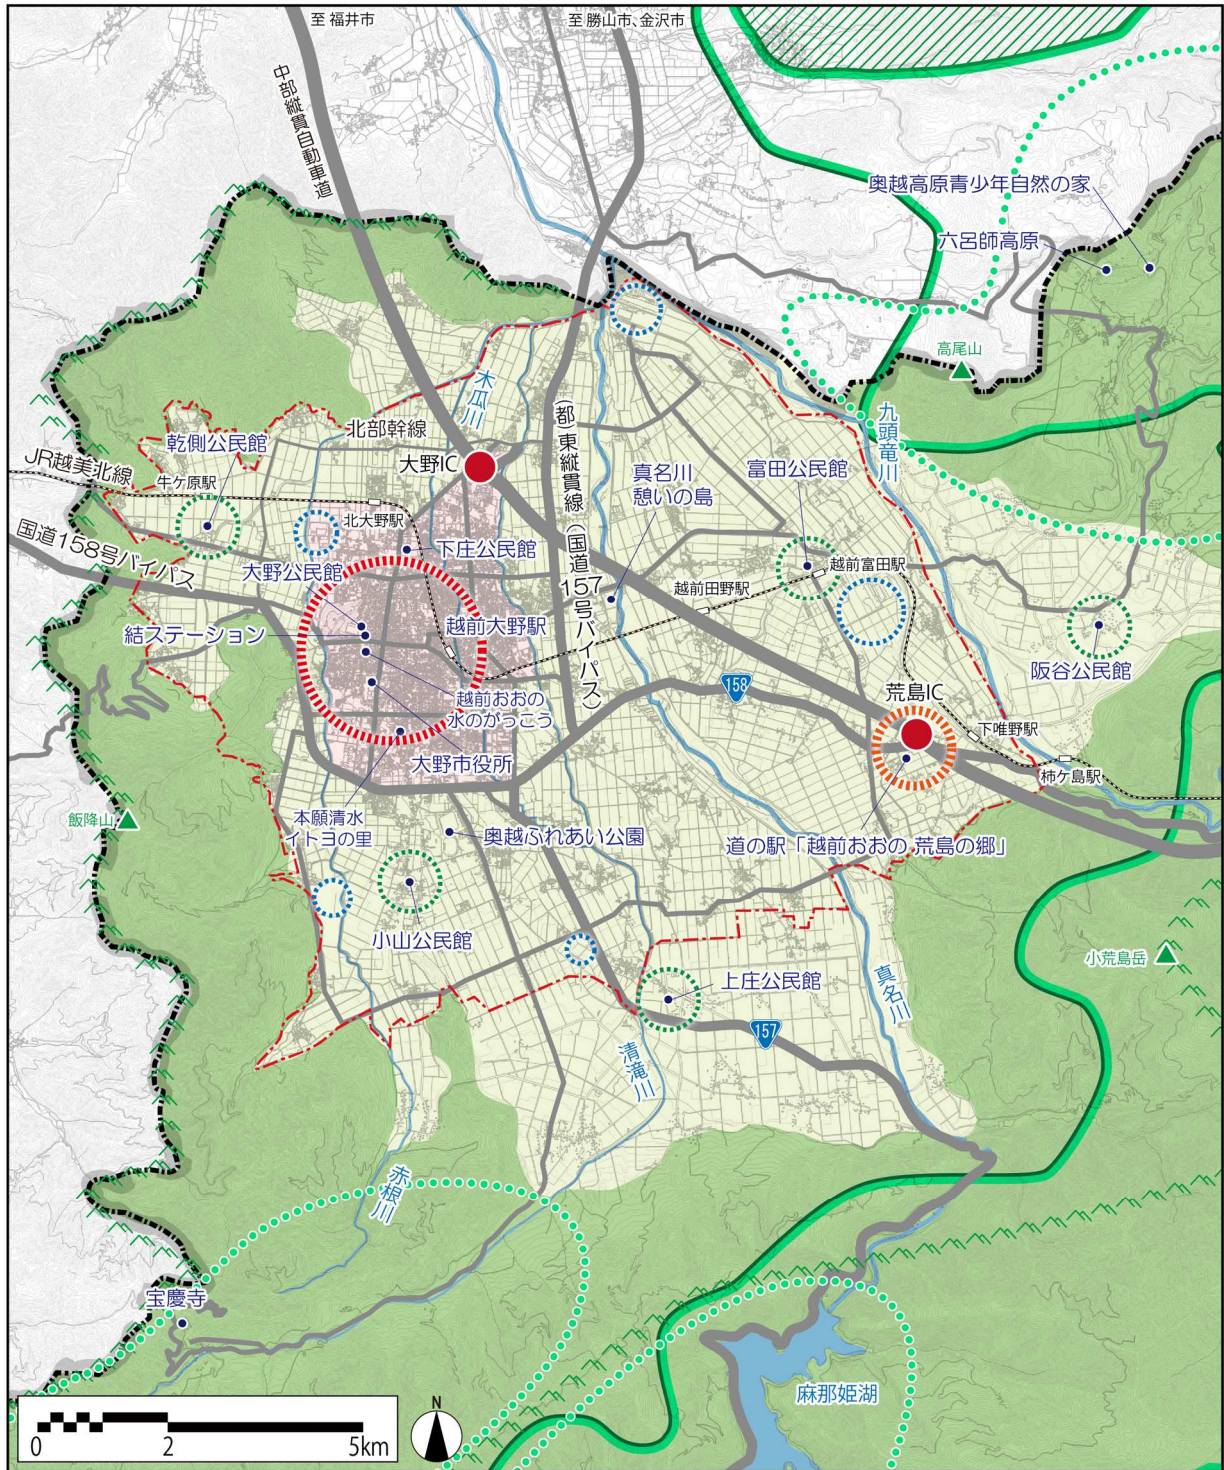 至 福井市
至 勝山市、金沢市
中部縦貫自動車道
奥越高原青少年自然の家
六呂師高原
高尾山
木瓜川
九頭竜川
北部幹線
(都)東縦貫線(国道157号バイパス)
乾側公民館
大野IC
真名川
憩いの島
富田公民館
JR越美北線
牛ケ原駅
北大野駅
国道158号バイパス
下庄公民館
大野公民館
越前田野駅
越前富田駅
結ステーション
越前大野駅
阪谷公民館
158
荒島IC
越前おおの
水のがっこう
下唯野駅
大野市役所
柿ケ島駅
飯降山
本願清水
イトヨの里
奥越ふれあい公園
道の駅「越前おおの 荒島の郷」
小山公民館
小荒島岳
上庄公民館
真名川
157
清滝川
赤根川
宝慶寺
麻那姫湖
N
0
2
5km